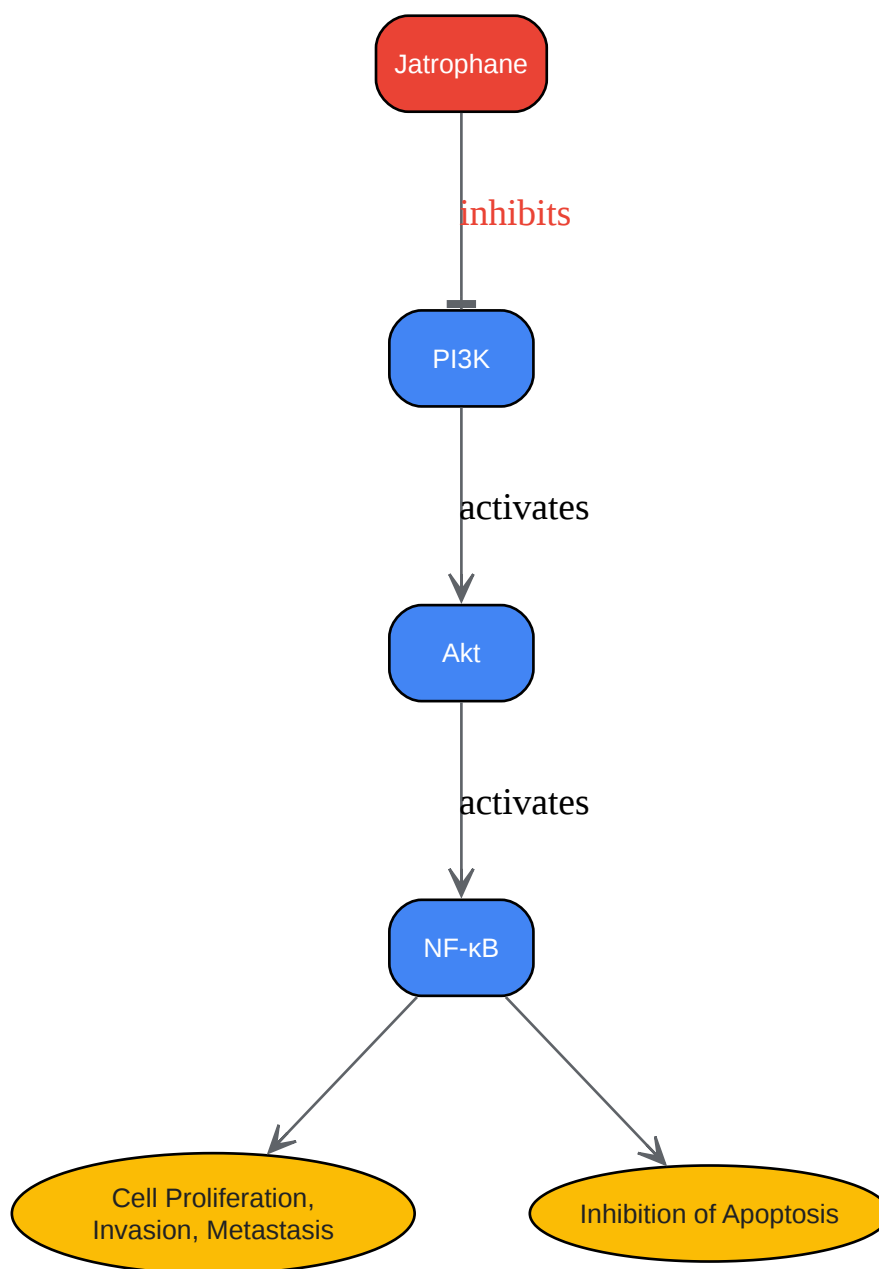 Jatrophane
inhibits
PI3K
activates
Akt
activates
NF-κB
Cell Proliferation,
Invasion, Metastasis
Inhibition of Apoptosis